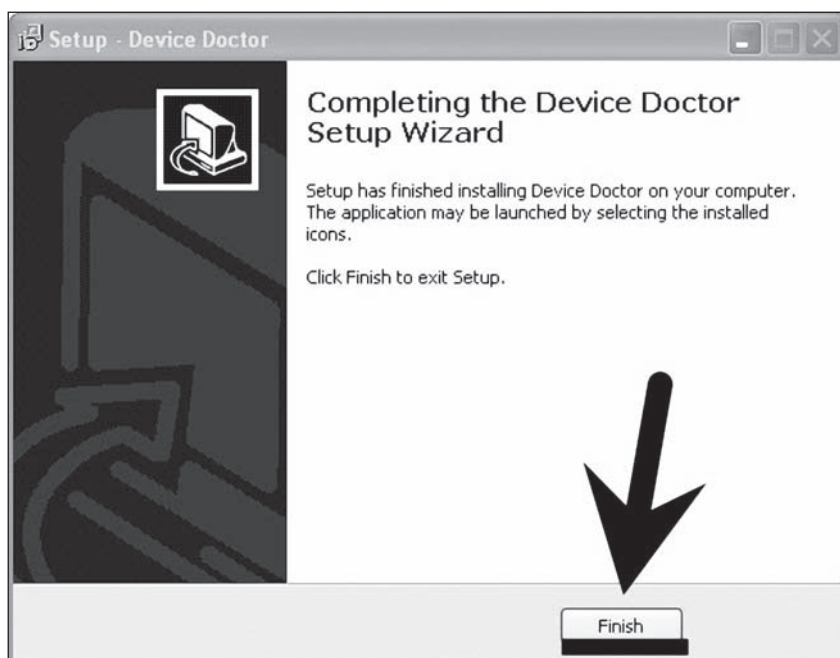 Setup - Device Doctor
Completing the Device Doctor
Setup Wizard
Setup has finished installing Device Doctor on your computer.
The application may be launched by selecting the installed
icons.
Click Finish to exit Setup.
Finish